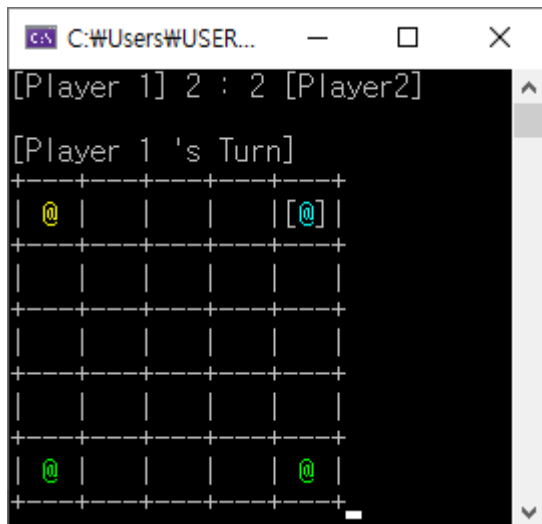 C:₩Users₩USER...
[Player 1] 2 : 2 [Player2]
[Player 1 's Turn]
+---+---+---+---+---+
| @ |   |   |   |[@]|
+---+---+---+---+---+
|   |   |   |   |   |
+---+---+---+---+---+
|   |   |   |   |   |
+---+---+---+---+---+
|   |   |   |   |   |
+---+---+---+---+---+
| @ |   |   |   | @ |
+---+---+---+---+---+